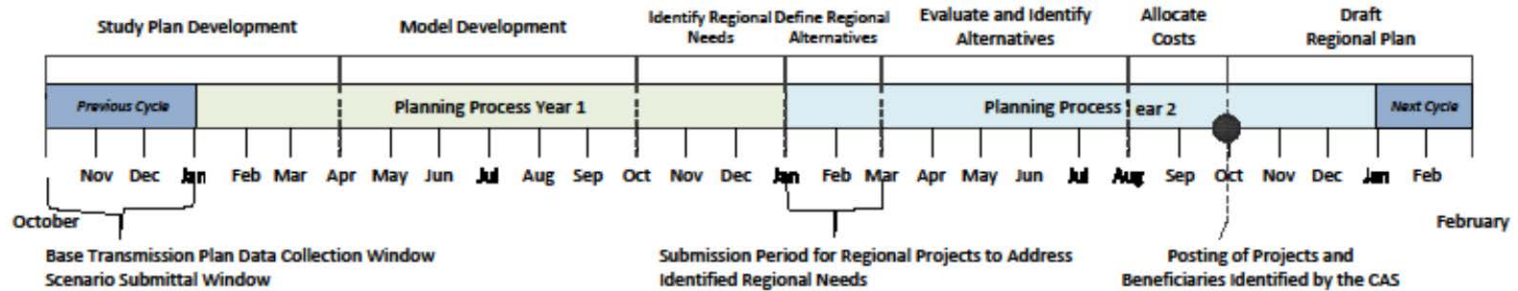 Study Plan Development
Model Development
Identify Regional
Needs
Define Regional
Alternatives
Evaluate and Identify
Alternatives
Allocate
Costs
Draft
Regional Plan
Previous Cycle
Planning Process Year 1
Planning Process Year 2
Next Cycle
Nov Dec Jan Feb Mar Apr May Jun Jul Aug Sep Oct Nov Dec Jan Feb Mar Apr May Jun Jul Aug Sep Oct Nov Dec Jan Feb
October
February
Base Transmission Plan Data Collection Window
Scenario Submittal Window
Submission Period for Regional Projects to Address
Identified Regional Needs
Posting of Projects and
Beneficiaries Identified by the CAS